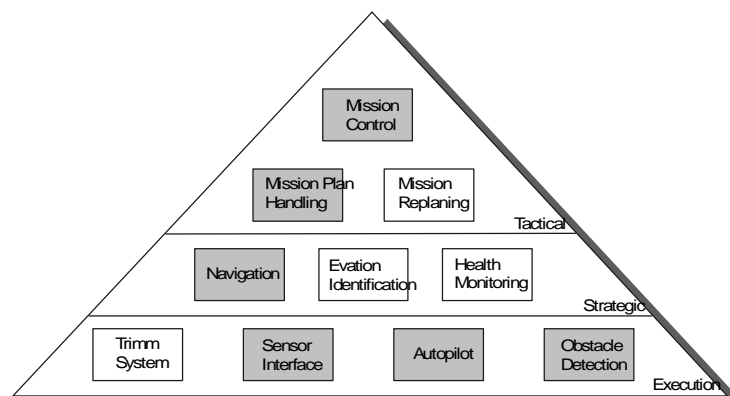 Mission
Control
Mission Plan
Handling
Mission
Replaning
Tactical
Navigation
Evation
Identification
Health
Monitoring
Strategic
Trimm
System
Sensor
Interface
Autopilot
Obstacle
Detection
Execution